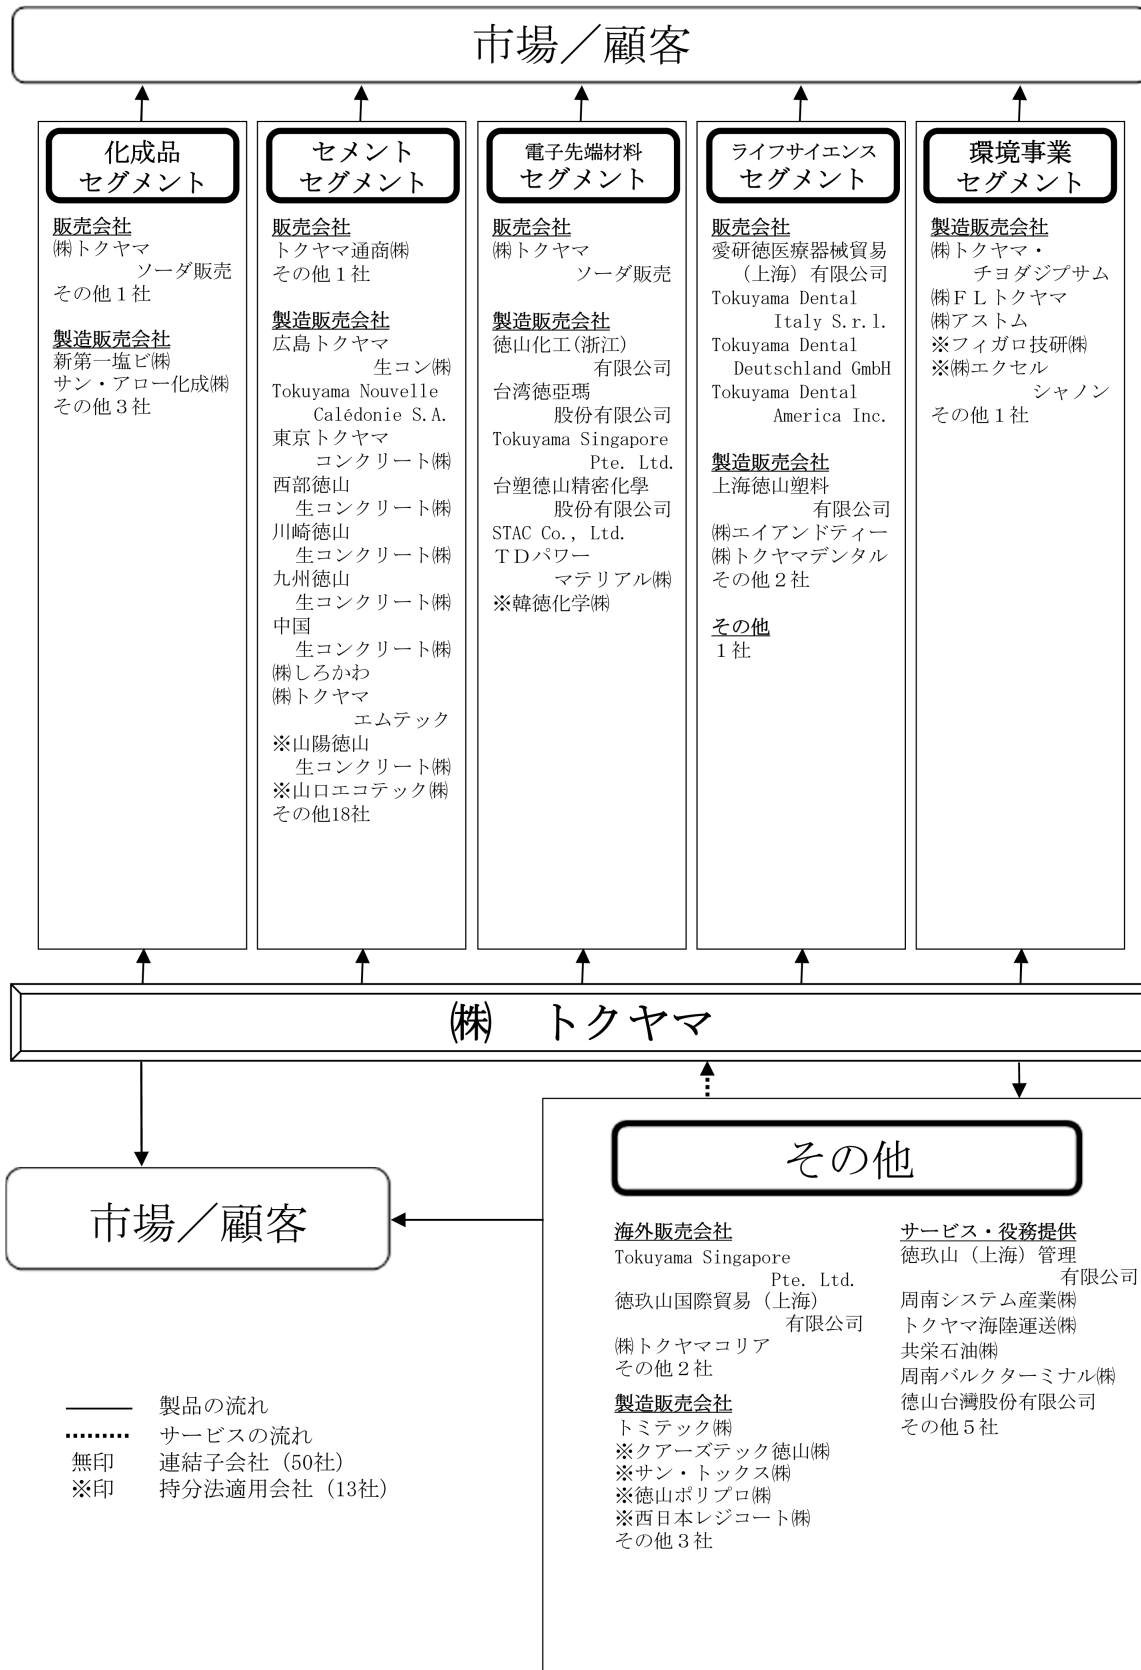 市場／顧客
化成品
セグメント
販売会社
㈱トクヤマ
ソーダ販売
その他１社
製造販売会社
新第一塩ビ㈱
サン・アロー化成㈱
その他３社
セメント
セグメント
販売会社
トクヤマ通商㈱
その他１社
製造販売会社
広島トクヤマ
生コン㈱
Tokuyama Nouvelle
Calédonie S.A.
東京トクヤマ
コンクリート㈱
西部徳山
生コンクリート㈱
川崎徳山
生コンクリート㈱
九州徳山
生コンクリート㈱
中国
生コンクリート㈱
㈱しろかわ
㈱トクヤマ
エムテック
※山陽徳山
生コンクリート㈱
※山口エコテック㈱
その他18社
電子先端材料
セグメント
販売会社
㈱トクヤマ
ソーダ販売
製造販売会社
徳山化工(浙江)
有限公司
台湾徳亞瑪
股份有限公司
Tokuyama Singapore
Pte. Ltd.
台塑徳山精密化學
股份有限公司
STAC Co., Ltd.
ＴＤパワー
マテリアル㈱
※韓徳化学㈱
ライフサイエンス
セグメント
販売会社
愛研徳医療器械貿易
（上海）有限公司
Tokuyama Dental
Italy S.r.l.
Tokuyama Dental
Deutschland GmbH
Tokuyama Dental
America Inc.
製造販売会社
上海徳山塑料
有限公司
㈱エイアンドティー
㈱トクヤマデンタル
その他２社
その他
１社
環境事業
セグメント
製造販売会社
㈱トクヤマ・
チヨダジプサム
㈱ＦＬトクヤマ
㈱アストム
※フィガロ技研㈱
※㈱エクセル
シャノン
その他１社
㈱　トクヤマ
市場／顧客
その他
海外販売会社
Tokuyama Singapore
Pte. Ltd.
徳玖山国際貿易（上海）
有限公司
㈱トクヤマコリア
その他２社
製造販売会社
トミテック㈱
※クアーズテック徳山㈱
※サン・トックス㈱
※徳山ポリプロ㈱
※西日本レジコート㈱
その他３社
サービス・役務提供
徳玖山（上海）管理
有限公司
周南システム産業㈱
トクヤマ海陸運送㈱
共栄石油㈱
周南バルクターミナル㈱
徳山台灣股份有限公司
その他５社
製品の流れ
サービスの流れ
無印　連結子会社（50社）
※印　持分法適用会社（13社）